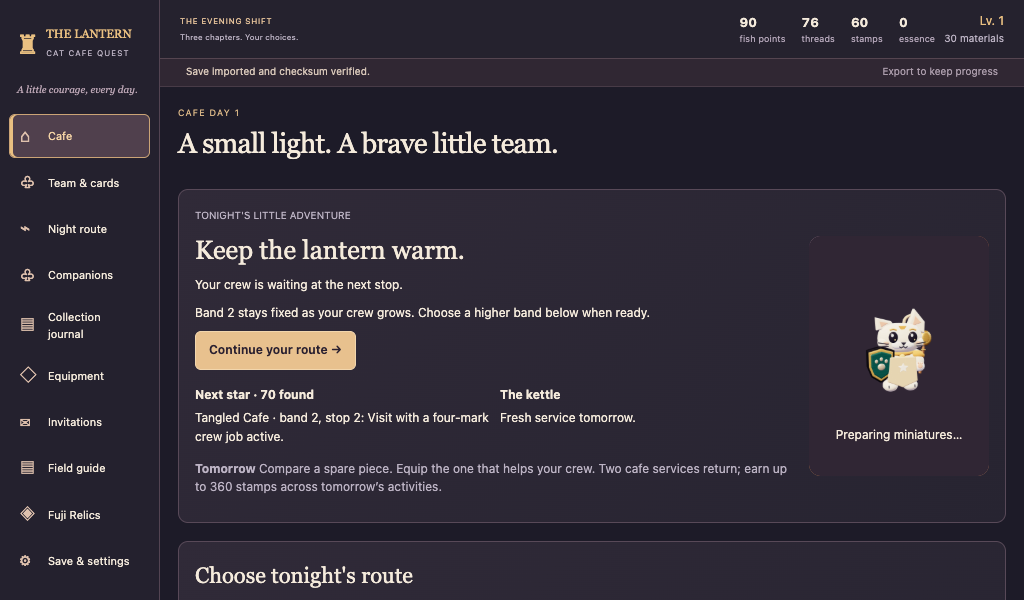 THE LANTERN
CAT CAFE QUEST
A little courage, every day.
Cafe
Team & cards
Night route
Companions
Collection
journal
Equipment
Invitations
Field guide
Fuji Relics
Save & settings
THE EVENING SHIFT
Three chapters. Your choices.
90
fish points
76
threads
60
stamps
0
essence
Lv. 1
30 materials
Save imported and checksum verified.
Export to keep progress
CAFE DAY 1
A small light. A brave little team.
TONIGHT'S LITTLE ADVENTURE
Keep the lantern warm.
Your crew is waiting at the next stop.
Band 2 stays fixed as your crew grows. Choose a higher band below when ready.
Continue your route →
Next star · 70 found
Tangled Cafe · band 2, stop 2: Visit with a four-mark
crew job active.
The kettle
Fresh service tomorrow.
Tomorrow Compare a spare piece. Equip the one that helps your crew. Two cafe services return; earn up
to 360 stamps across tomorrow's activities.
Preparing miniatures…
Choose tonight's route